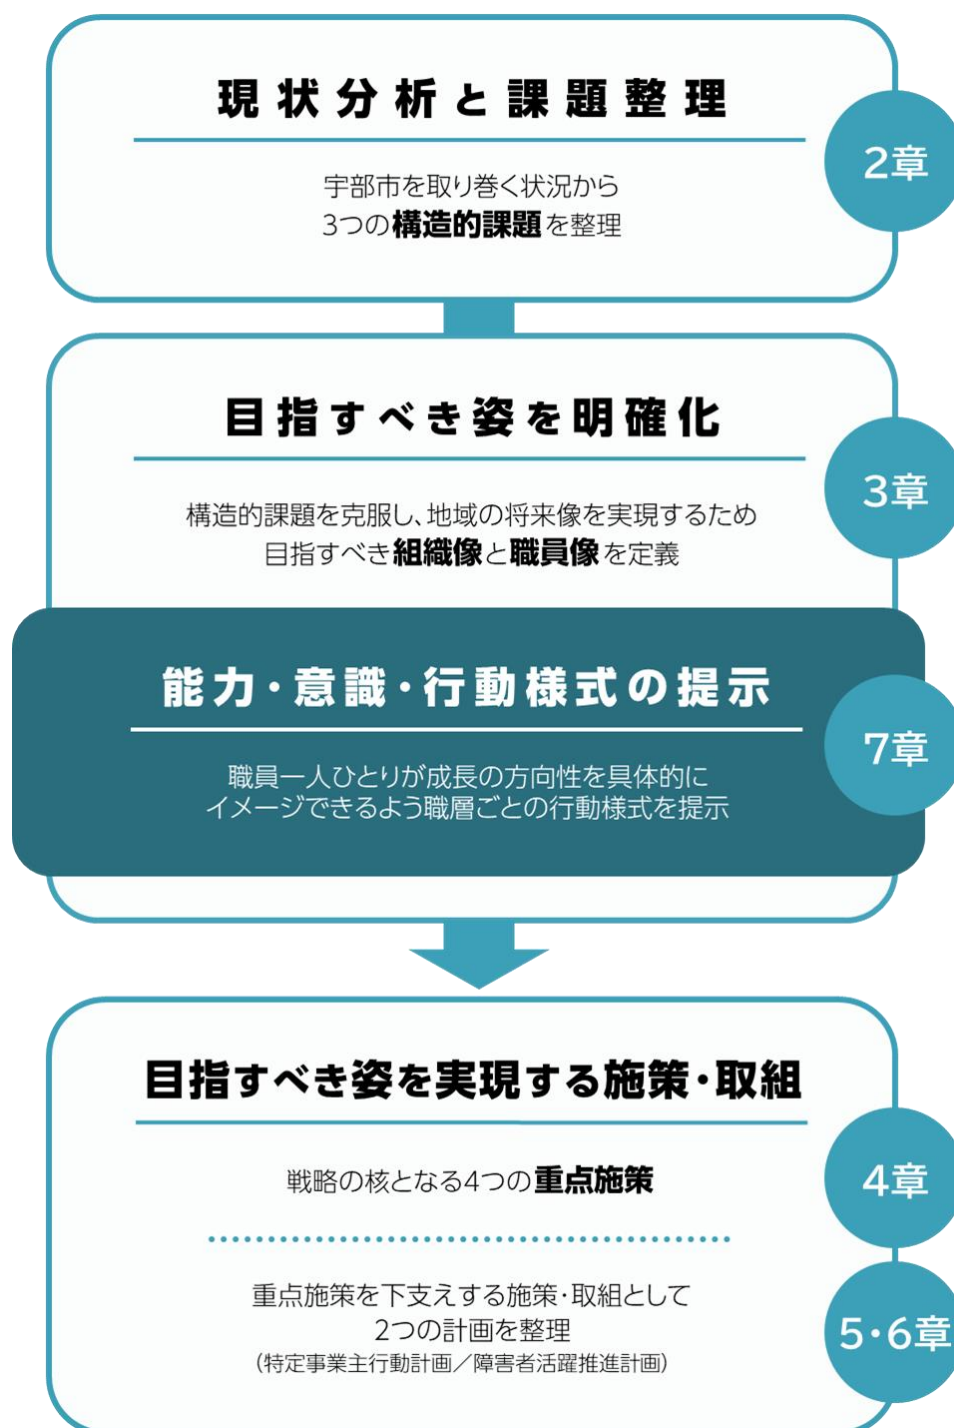 現状分析と課題整理
2章
宇部市を取り巻く状況から
3つの構造的課題を整理
目指すべき姿を明確化
3章
構造的課題を克服し、地域の将来像を実現するため
目指すべき組織像と職員像を定義
能力・意識・行動様式の提示
7章
職員一人ひとりが成長の方向性を具体的に
イメージできるよう職層ごとの行動様式を提示
目指すべき姿を実現する施策・取組
戦略の核となる4つの重点施策
4章
重点施策を下支えする施策・取組として
2つの計画を整理
(特定事業主行動計画／障害者活躍推進計画)
5・6章